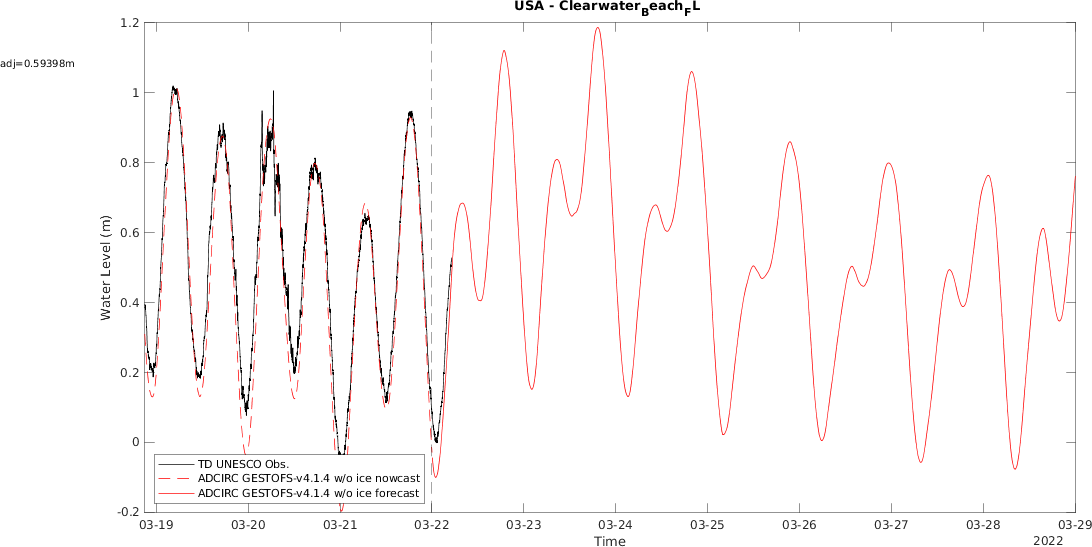 USA - ClearwaterBeachFL
adj=0.59398m
Water Level (m)
1.2
1
0.8
0.6
0.4
0.2
0
-0.2
TD UNESCO Obs.
ADCIRC GESTOFS-v4.1.4 w/o ice nowcast
ADCIRC GESTOFS-v4.1.4 w/o ice forecast
03-19 03-20 03-21 03-22 03-23 03-24 03-25 03-26 03-27 03-28 03-29
Time
2022